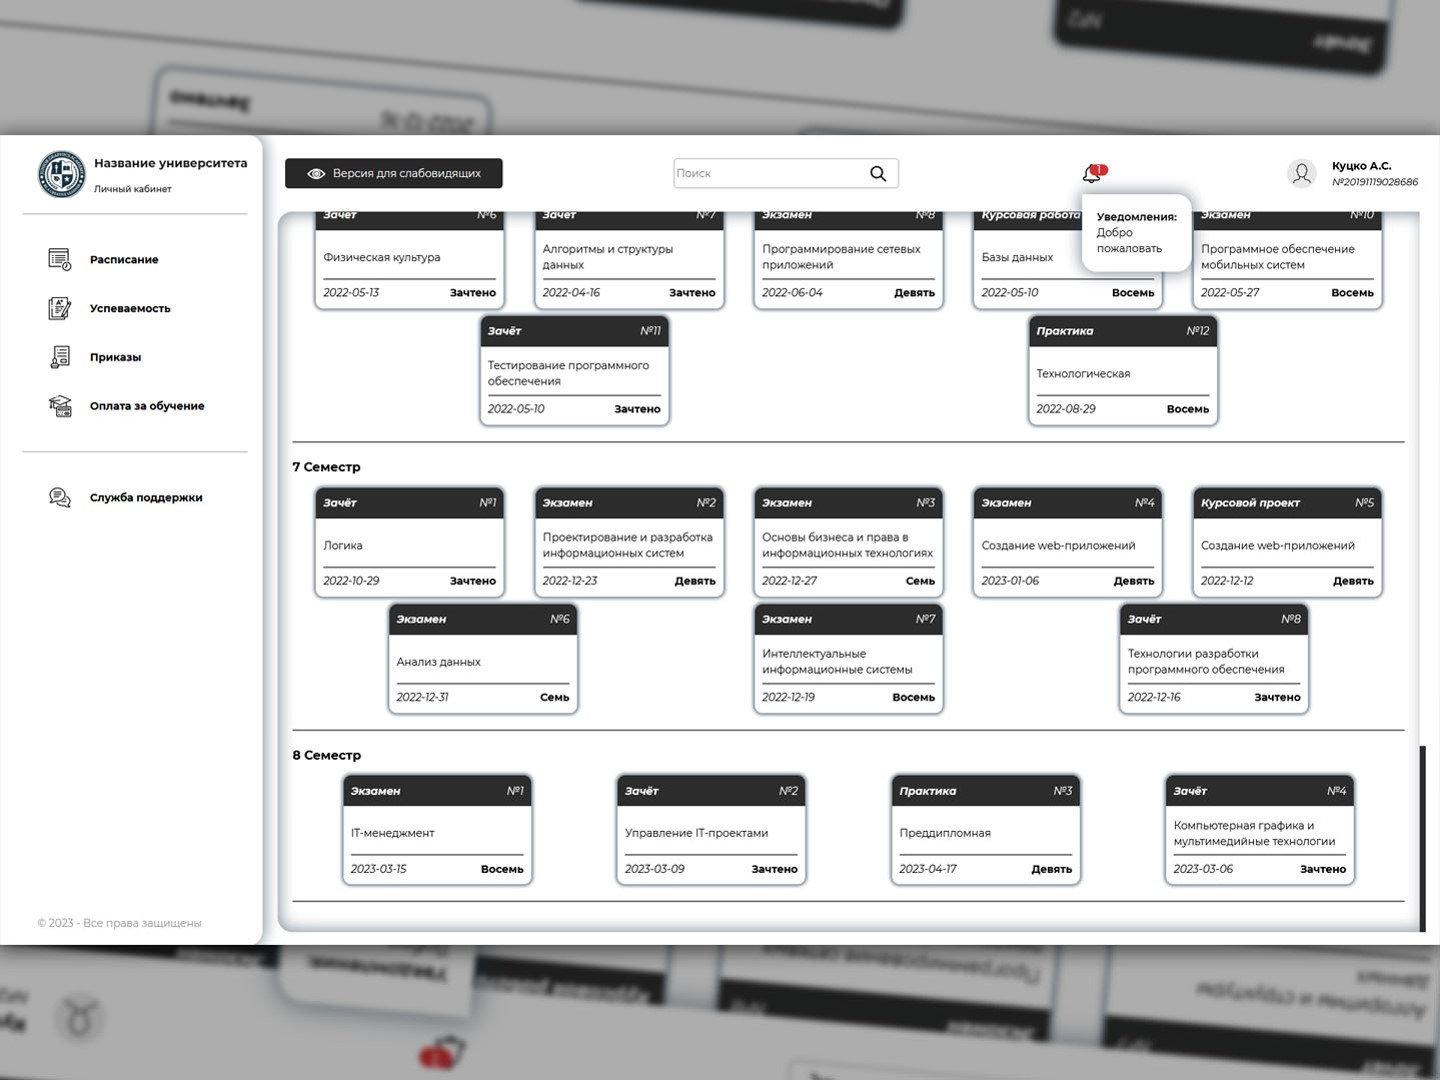 Название университета
Личный кабинет
Версия для слабовидящих
Поиск
1
Куцко А.С.
№20191119028686
Уведомления:
Добро
пожаловать
Расписание
Успеваемость
Приказы
Оплата за обучение
Служба поддержки
© 2023 - Все права защищены
Зачёт №6
Физическая культура
2022-05-13 Зачтено
Зачёт №7
Алгоритмы и структуры
данных
2022-04-16 Зачтено
Экзамен №8
Программирование сетевых
приложений
2022-06-04 Девять
Курсовая работа
Базы данных
2022-05-10 Восемь
Экзамен №10
Программное обеспечение
мобильных систем
2022-05-27 Восемь
Зачёт №11
Тестирование программного
обеспечения
2022-05-10 Зачтено
Практика №12
Технологическая
2022-08-29 Восемь
7 Семестр
Зачёт №1
Логика
2022-10-29 Зачтено
Экзамен №2
Проектирование и разработка
информационных систем
2022-12-23 Девять
Экзамен №3
Основы бизнеса и права в
информационных технологиях
2022-12-27 Семь
Экзамен №4
Создание web-приложений
2023-01-06 Девять
Курсовой проект №5
Создание web-приложений
2022-12-12 Девять
Экзамен №6
Анализ данных
2022-12-31 Семь
Экзамен №7
Интеллектуальные
информационные системы
2022-12-19 Восемь
Зачёт №8
Технологии разработки
программного обеспечения
2022-12-16 Зачтено
8 Семестр
Экзамен №1
IT-менеджмент
2023-03-15 Восемь
Зачёт №2
Управление IT-проектами
2023-03-09 Зачтено
Практика №3
Преддипломная
2023-04-17 Девять
Зачёт №4
Компьютерная графика и
мультимедийные технологии
2023-03-06 Зачтено